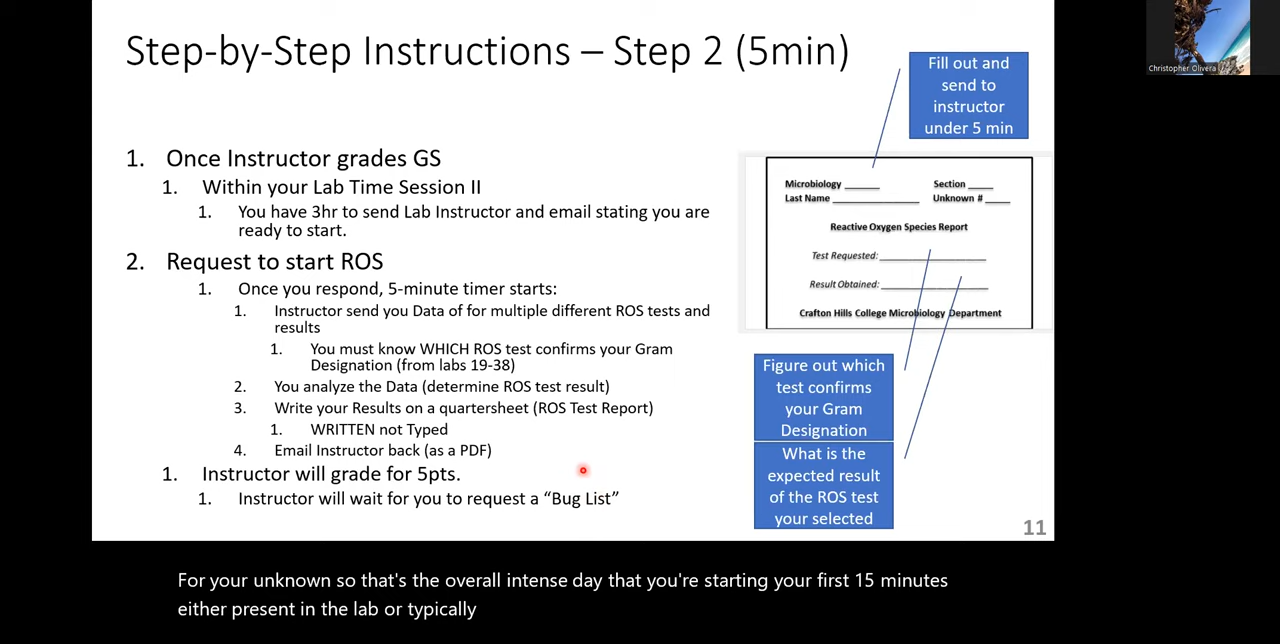 Step-by-Step Instructions – Step 2 (5min)
Christopher Olivera
Fill out and
send to
instructor
under 5 min
1. Once Instructor grades GS
1. Within your Lab Time Session II
1. You have 3hr to send Lab Instructor and email stating you are
ready to start.
2. Request to start ROS
1. Once you respond, 5-minute timer starts:
1. Instructor send you Data of for multiple different ROS tests and
results
1. You must know WHICH ROS test confirms your Gram
Designation (from labs 19-38)
2. You analyze the Data (determine ROS test result)
3. Write your Results on a quartersheet (ROS Test Report)
1. WRITTEN not Typed
4. Email Instructor back (as a PDF)
1. Instructor will grade for 5pts.
1. Instructor will wait for you to request a “Bug List”
Microbiology ______ Section _____
Last Name ______________ Unknown # ____
Reactive Oxygen Species Report
Test Requested: _________________
Result Obtained: _________________
Crafton Hills College Microbiology Department
Figure out which
test confirms
your Gram
Designation
What is the
expected result
of the ROS test
your selected
11
For your unknown so that's the overall intense day that you're starting your first 15 minutes
either present in the lab or typically